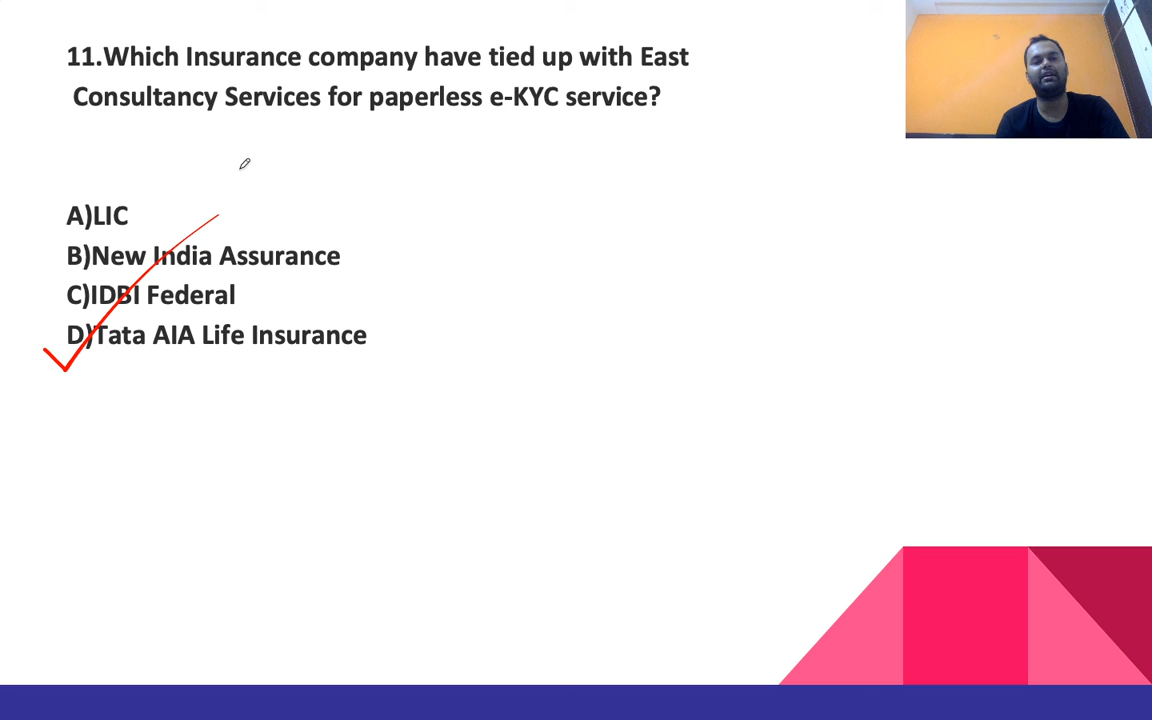 11.Which Insurance company have tied up with East
Consultancy Services for paperless e-KYC service?
A)LIC
B)New India Assurance
C)IDBI Federal
D)Tata AIA Life Insurance